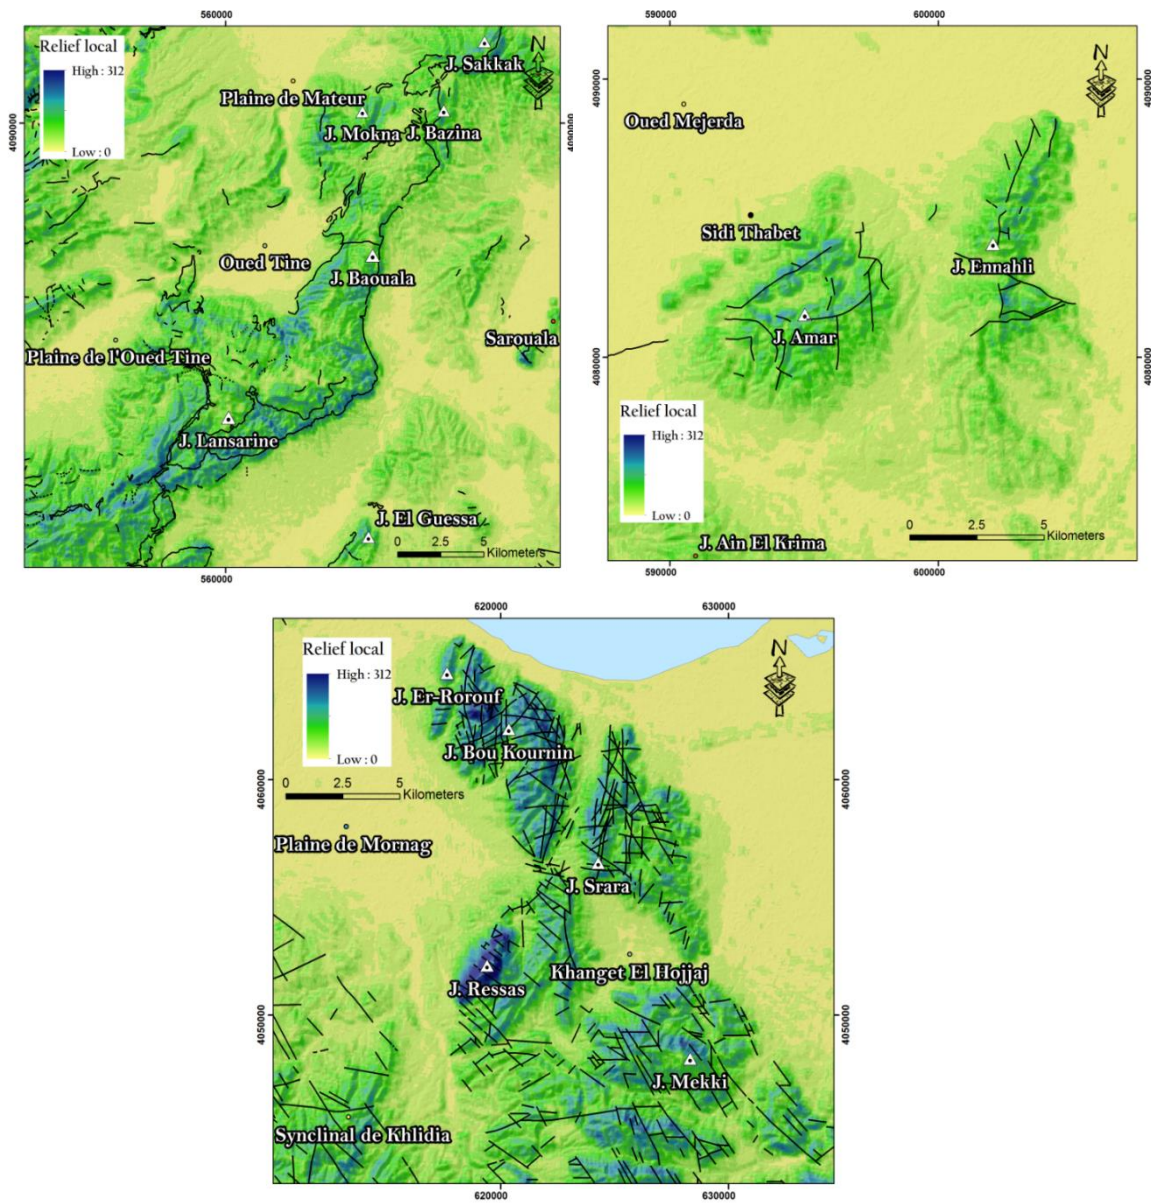 560000
Relief local
High : 312
Low : 0
N
J. Sakkak
Plaine de Mateur
J. Mokna
J. Bazina
4090000
4090000
Oued Tine
J. Baouala
Sarouala
Plaine de l'Oued Tine
J. Lansarine
J. El Guessa
0 2.5 5
Kilometers
560000
590000
600000
N
4090000
4090000
Oued Mejerda
Sidi Thabet
J. Ennahli
J. Amar
4080000
4080000
Relief local
High : 312
Low : 0
0 2.5 5
Kilometers
J. Ain El Krima
590000
600000
620000
630000
Relief local
High : 312
Low : 0
N
J. Er-Rorouf
J. Bou Kournin
0 2.5 5
Kilometers
4060000
4060000
Plaine de Mornag
J. Srara
Khanget El Hojjaj
J. Ressas
4050000
4050000
J. Mekki
Synclinal de Khlidia
620000
630000